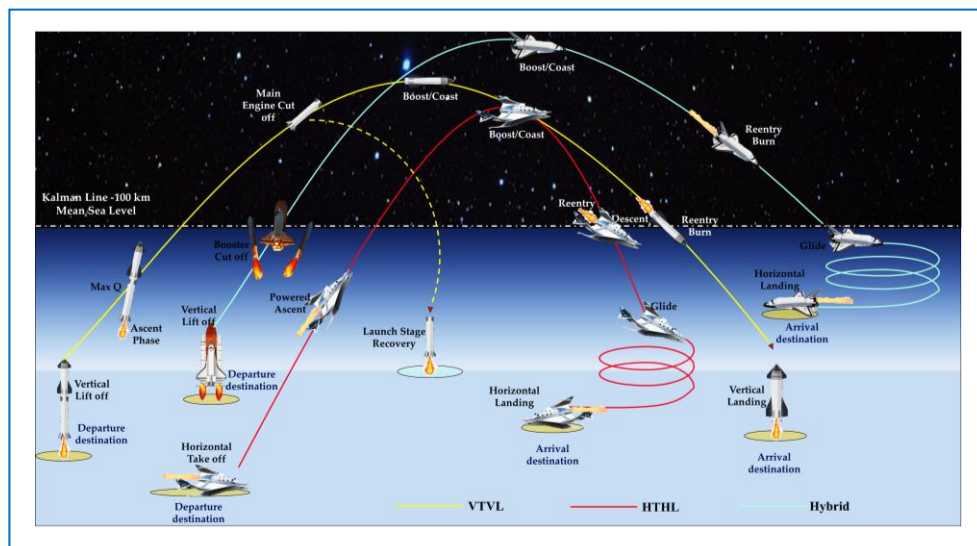 Boost/Coast
Main
Engine Cut
off
Boost/Coast
Boost/Coast
Reentry
Burn
Kalman Line -100 km
Mean Sea Level
Reentry
Descent
Reentry
Burn
Booster
Cut off
Glide
Max Q
Powered
Ascent
Horizontal
Landing
Vertical
Lift off
Glide
Ascent
Phase
Launch Stage
Recovery
Arrival
destination
Vertical
Lift off
Departure
destination
Horizontal
Landing
Vertical
Landing
Departure
destination
Horizontal
Take off
Arrival
destination
Arrival
destination
Departure
destination
VTVL
HTHL
Hybrid